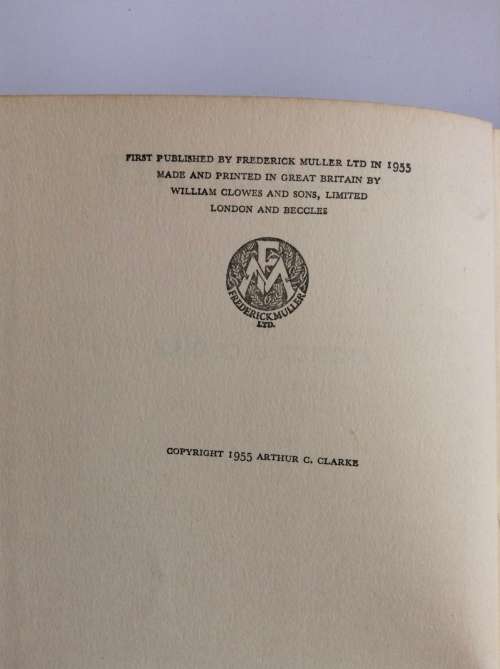 FIRST PUBLISHED BY FREDERICK MULLER LTD IN 1955
MADE AND PRINTED IN GREAT BRITAIN BY
WILLIAM CLOWES AND SONS, LIMITED
LONDON AND BECCLES
FM
FREDERICK MULLER
LTD.
COPYRIGHT 1955 ARTHUR C. CLARKE